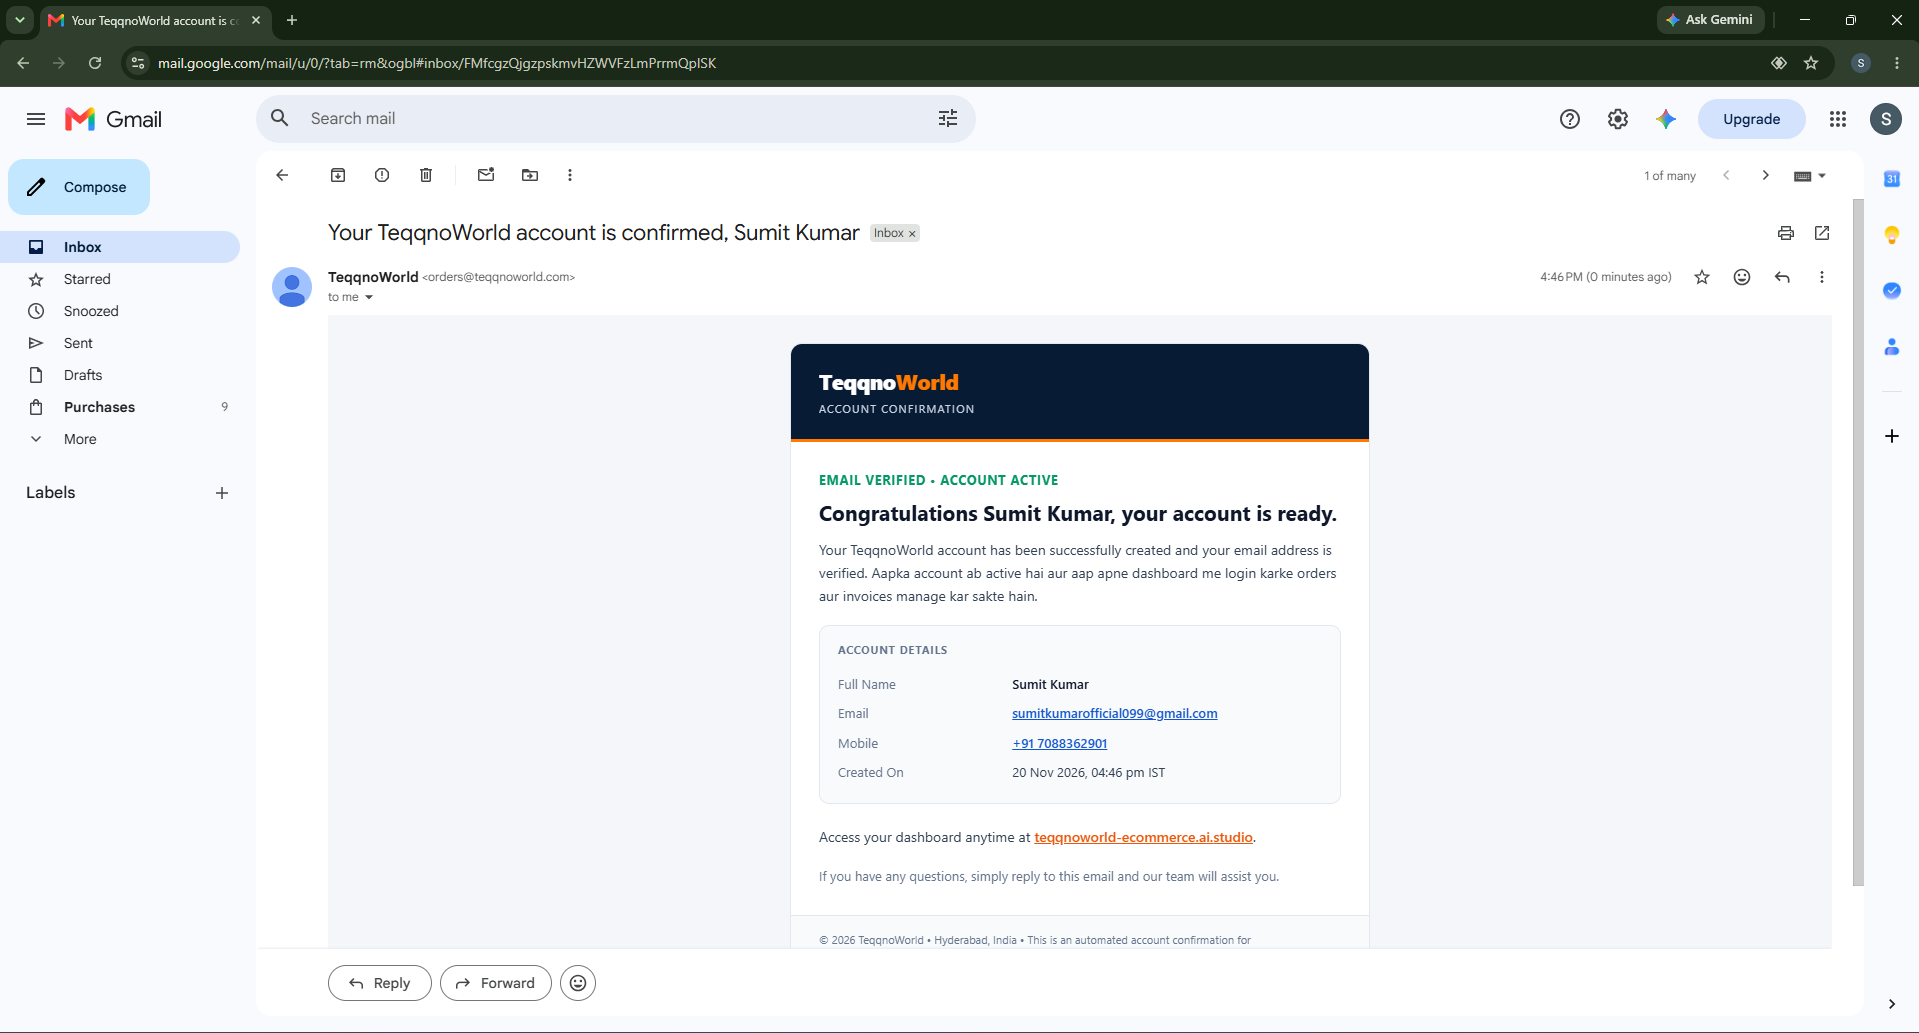 Your TeqqnoWorld account is c
Ask Gemini
mail.google.com/mail/u/0/?tab=rm&ogbl#inbox/FMfcgzQjgzpskmvHZWVFzLmPrrmQplSK
S
Gmail
Search mail
Upgrade
S
Compose
1 of many
31
Inbox
Starred
Snoozed
Sent
Drafts
Purchases 9
More
Labels
Your TeqqnoWorld account is confirmed, Sumit Kumar
Inbox ×
TeqqnoWorld <orders@teqqnoworld.com>
4:46 PM (0 minutes ago)
to me
TeqqnoWorld
ACCOUNT CONFIRMATION
EMAIL VERIFIED • ACCOUNT ACTIVE
Congratulations Sumit Kumar, your account is ready.
Your TeqqnoWorld account has been successfully created and your email address is
verified. Aapka account ab active hai aur aap apne dashboard me login karke orders
aur invoices manage kar sakte hain.
ACCOUNT DETAILS
Full Name Sumit Kumar
Email sumitkumarofficial099@gmail.com
Mobile +91 7088362901
Created On 20 Nov 2026, 04:46 pm IST
Access your dashboard anytime at teqqnoworld-ecommerce.ai.studio.
If you have any questions, simply reply to this email and our team will assist you.
© 2026 TeqqnoWorld • Hyderabad, India • This is an automated account confirmation for
Reply
Forward